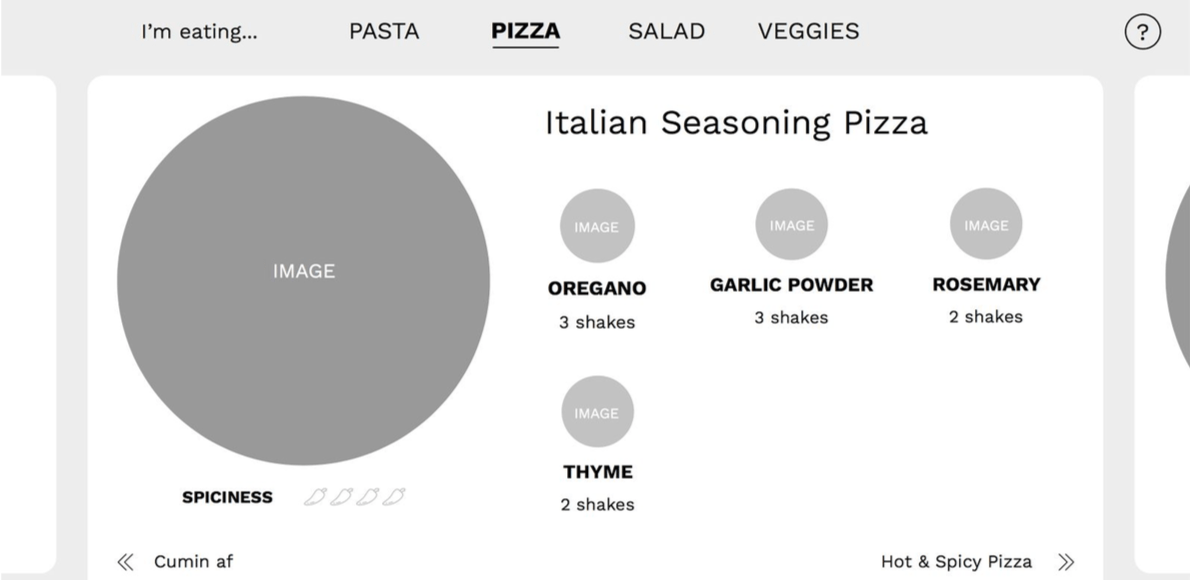 I'm eating... PASTA PIZZA SALAD VEGGIES ?
Italian Seasoning Pizza
IMAGE
IMAGE IMAGE IMAGE
OREGANO GARLIC POWDER ROSEMARY
3 shakes 3 shakes 2 shakes
IMAGE
THYME
2 shakes
SPICINESS
Cumin af
Hot & Spicy Pizza